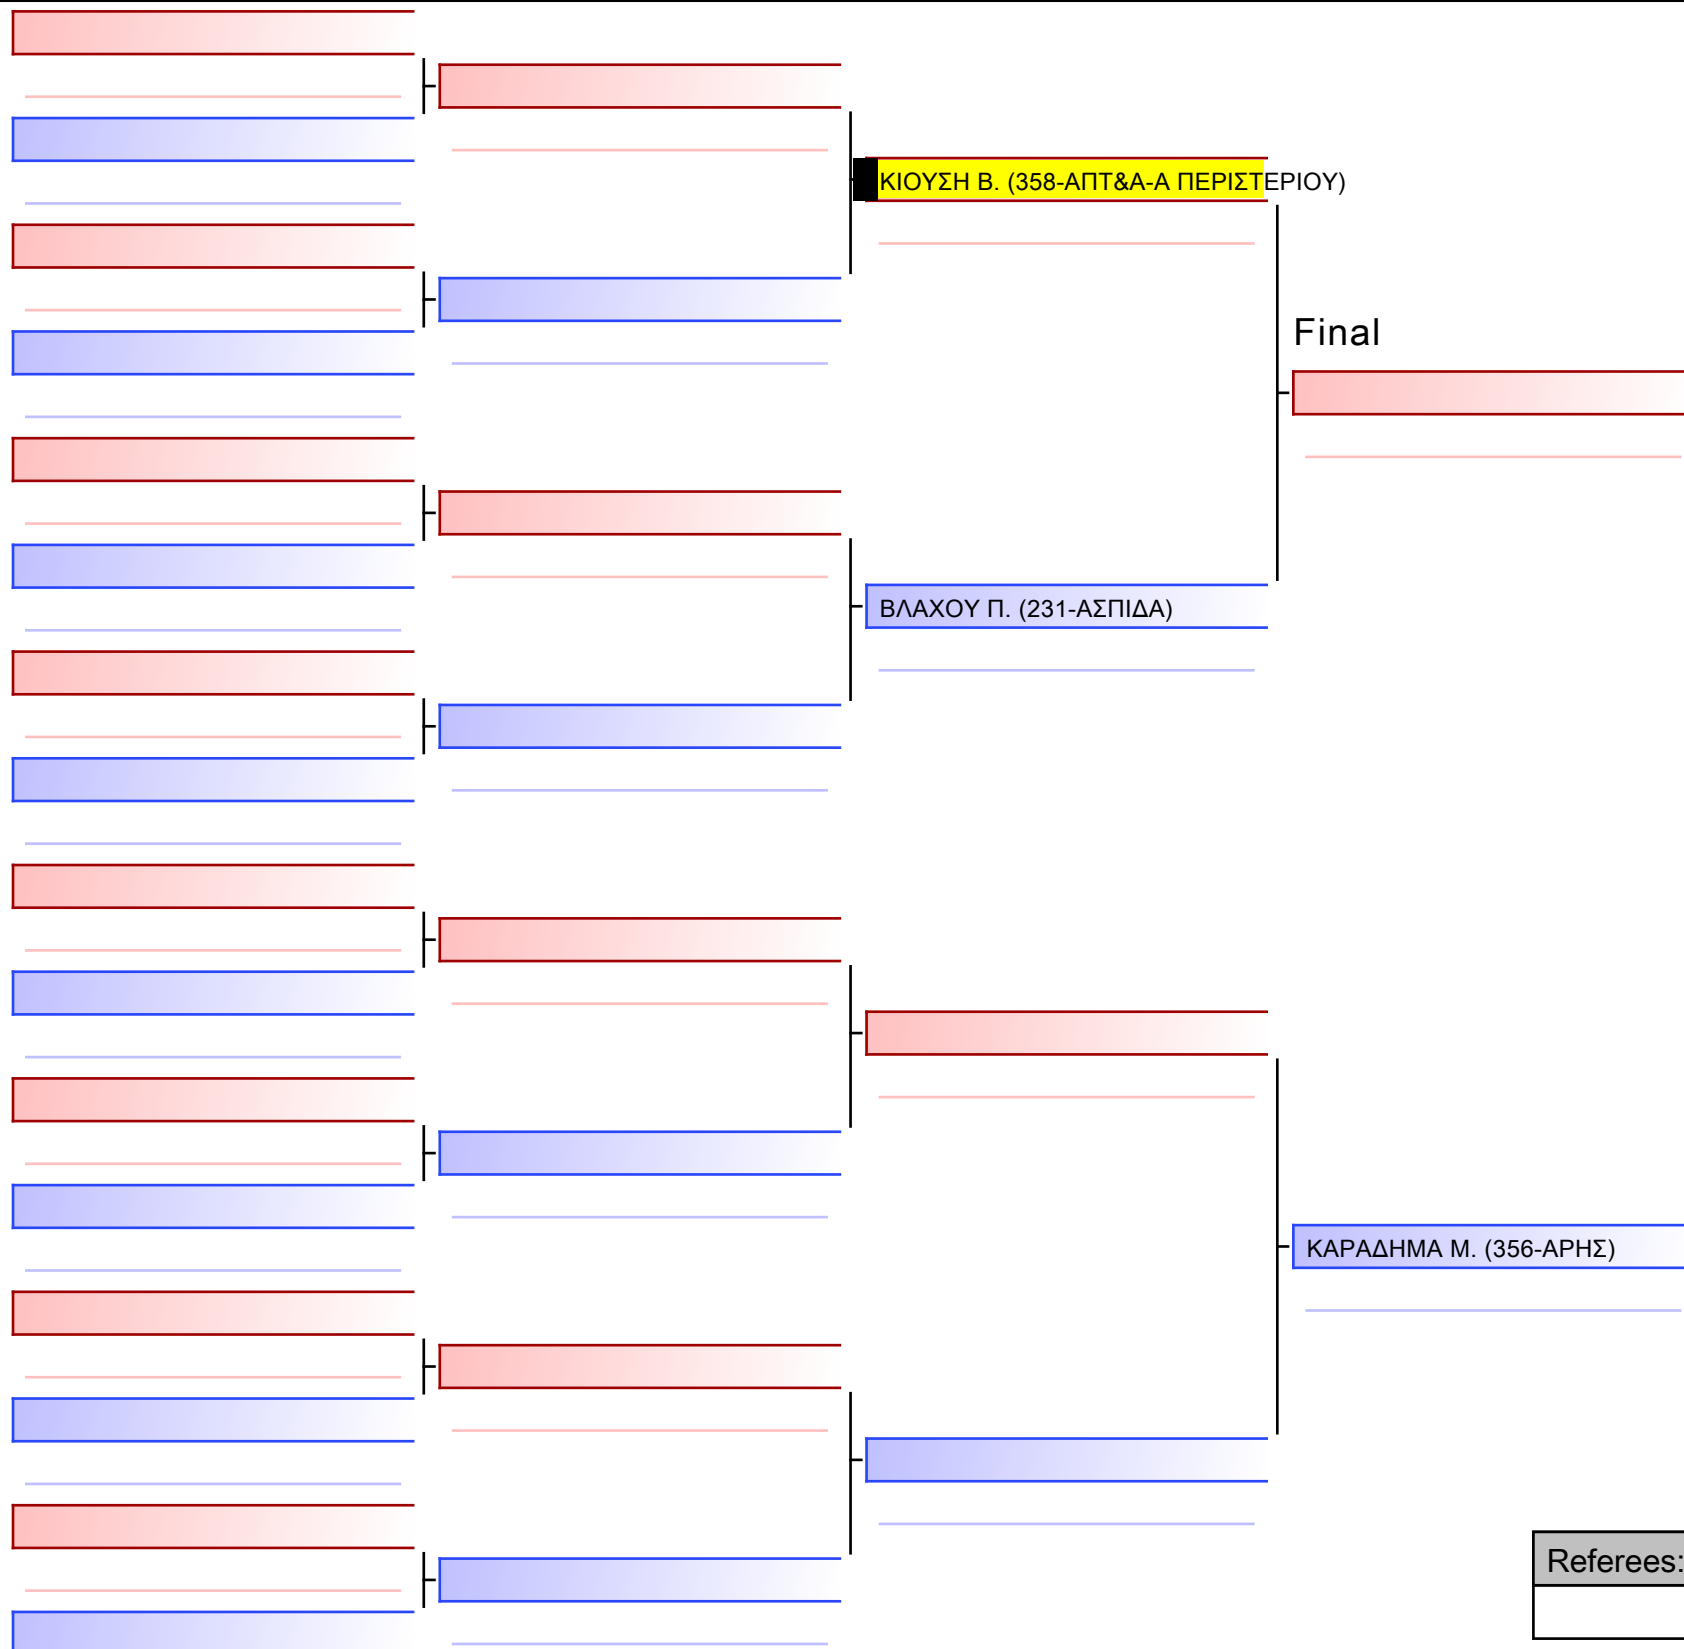 ΚΙΟΥΣΗ Β. (358-ΑΠΤ&Α-Α ΠΕΡΙΣΤΕΡΙΟΥ)
Final
ΒΛΑΧΟΥ Π. (231-ΑΣΠΙΔΑ)
ΚΑΡΑΔΗΜΑ Μ. (356-ΑΡΗΣ)
Referees: